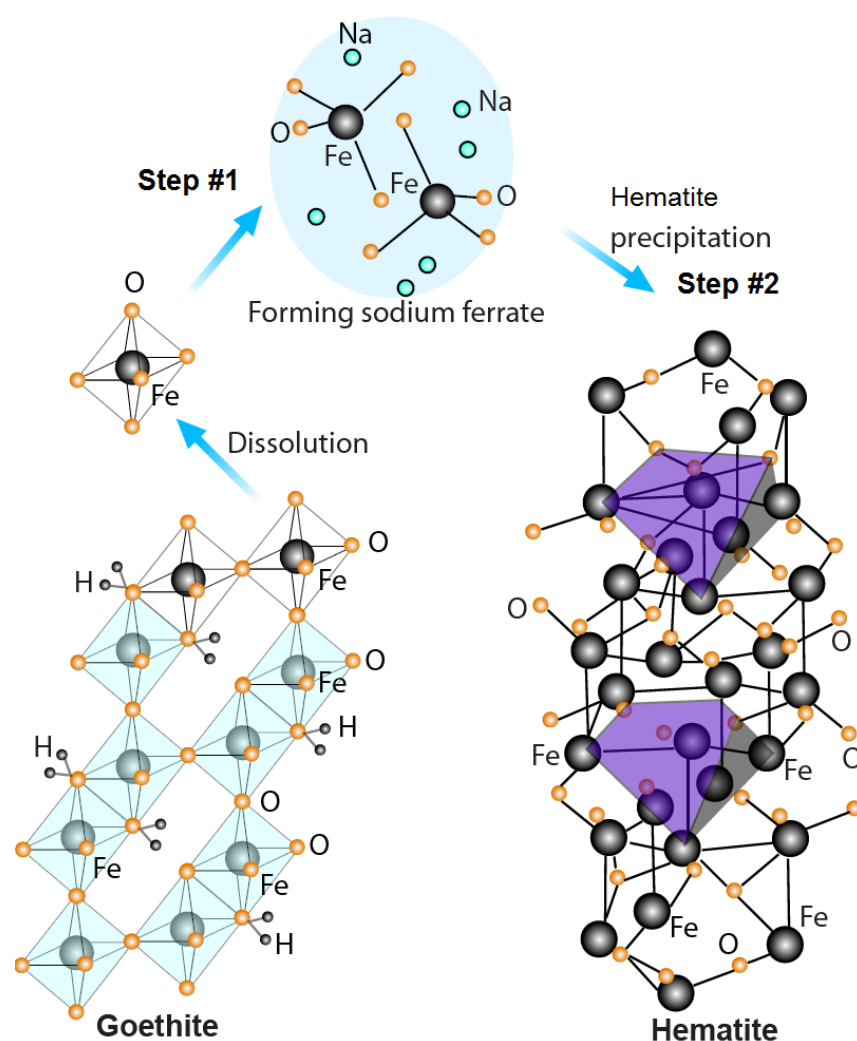 Na
Na
O
Fe
Step #1
Fe
O
Hematite
precipitation
Step #2
Forming sodium ferrate
O
Fe
Fe
Dissolution
O
H
Fe
O
O
O
Fe
H
H
Fe
Fe
O
O
O
Fe
Fe
H
Fe
Fe
O
Goethite
Hematite